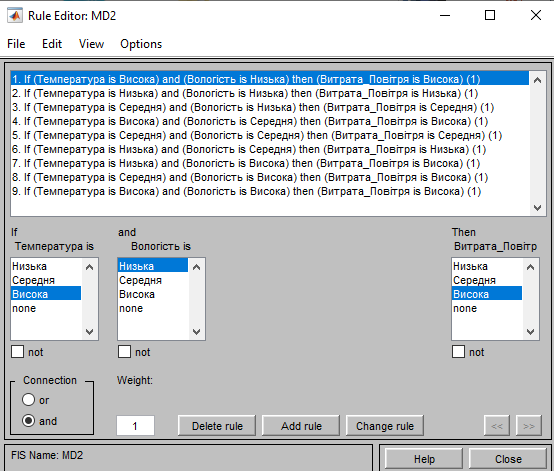 Rule Editor: MD2
File Edit View Options
1. If (Температура is Висока) and (Вологість is Низька) then (Витрата_Повітря is Висока) (1)
2. If (Температура is Низька) and (Вологість is Низька) then (Витрата_Повітря is Низька) (1)
3. If (Температура is Середня) and (Вологість is Низька) then (Витрата_Повітря is Середня) (1)
4. If (Температура is Висока) and (Вологість is Середня) then (Витрата_Повітря is Висока) (1)
5. If (Температура is Середня) and (Вологість is Середня) then (Витрата_Повітря is Середня) (1)
6. If (Температура is Низька) and (Вологість is Середня) then (Витрата_Повітря is Низька) (1)
7. If (Температура is Низька) and (Вологість is Висока) then (Витрата_Повітря is Висока) (1)
8. If (Температура is Середня) and (Вологість is Висока) then (Витрата_Повітря is Висока) (1)
9. If (Температура is Висока) and (Вологість is Висока) then (Витрата_Повітря is Висока) (1)
If and Then
Температура is Вологість is Витрата_Повітр
Низька Низька Низька
Середня Середня Середня
Висока Висока Висока
none none none
not not not
Connection Weight:
or
and 1 Delete rule Add rule Change rule << >>
FIS Name: MD2 Help Close